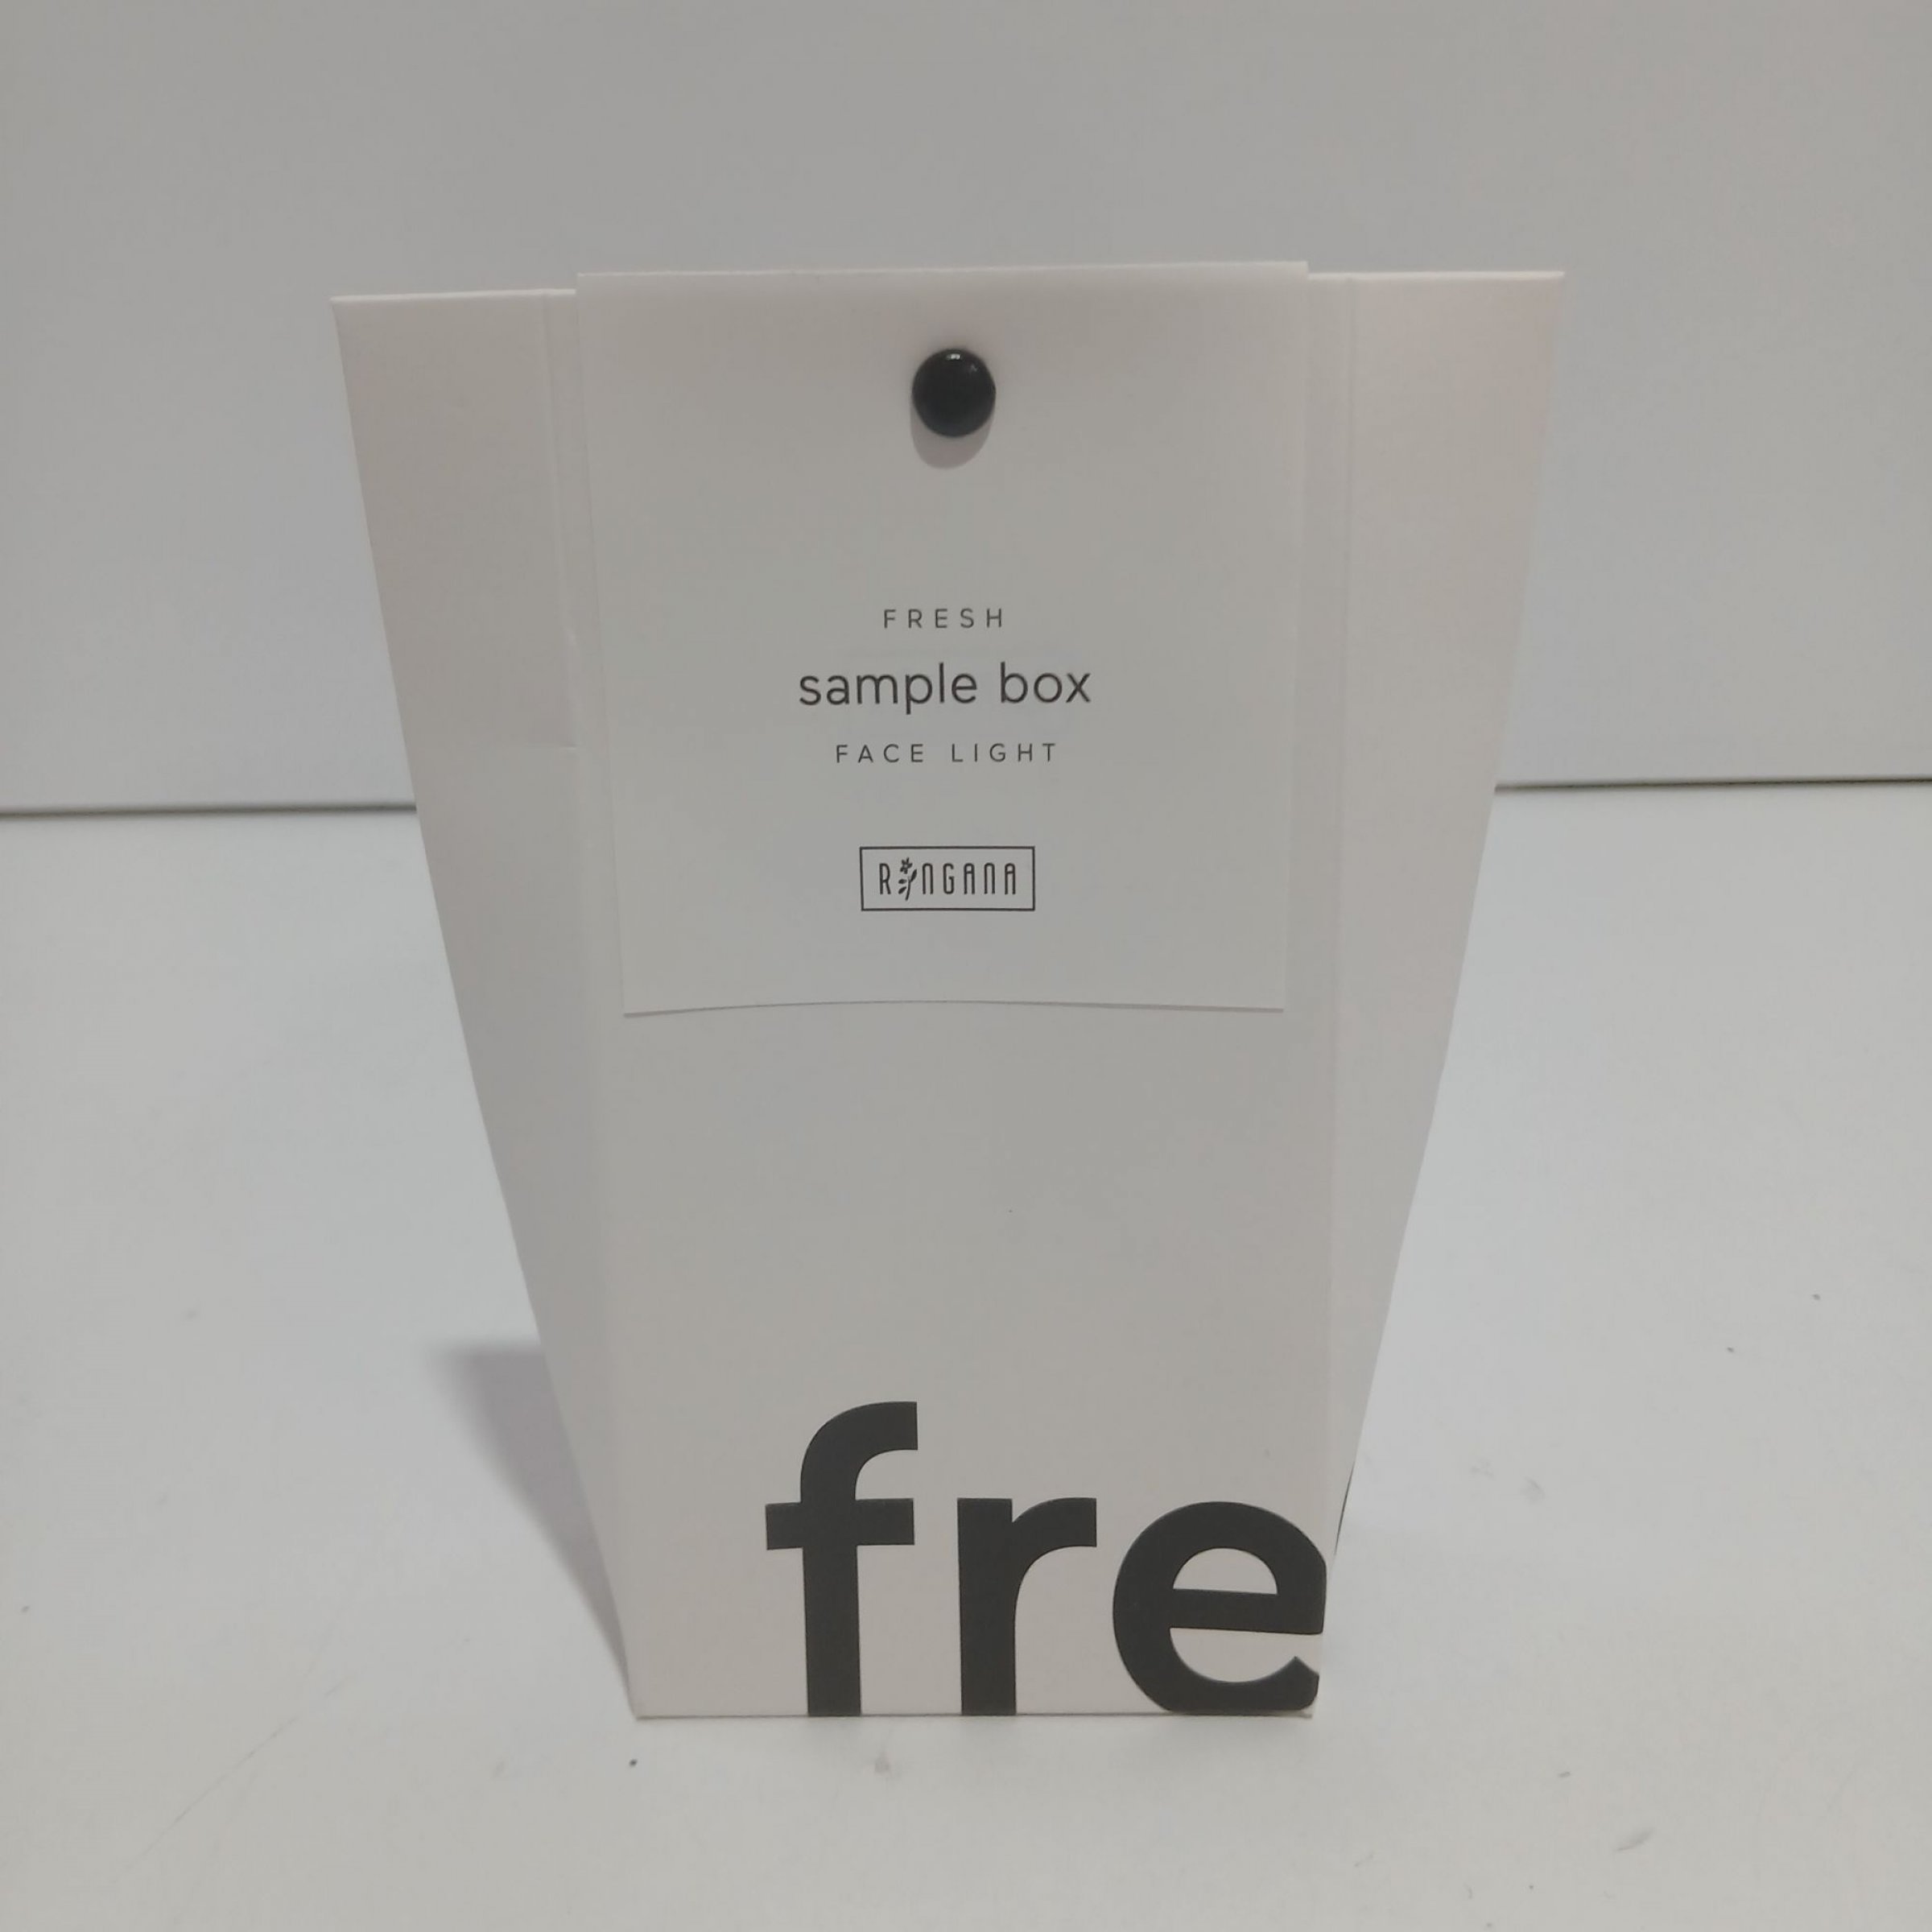 FRESH
sample box
FACE LIGHT
RINGANA
fre